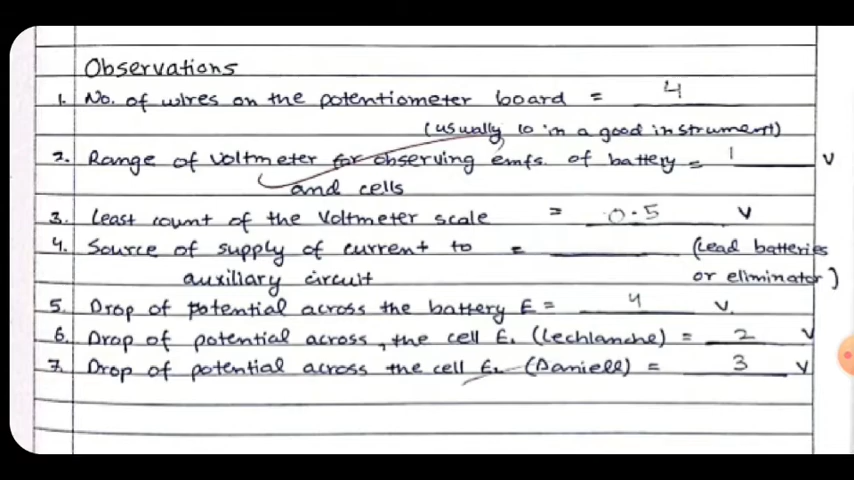 Observations
1. No. of wires on the potentiometer board = 4
(usually 10 in a good instrument)
2. Range of voltmeter for observing emfs. of battery = 1 V
and cells
3. Least count of the voltmeter scale = 0.5 V
4. Source of supply of current to = (lead batteries
auxiliary circuit or eliminator)
5. Drop of potential across the battery E = 4 V.
6. Drop of potential across, the cell E₁ (Lechlanche) = 2 V
7. Drop of potential across the cell E₂ (Daniell) = 3 V